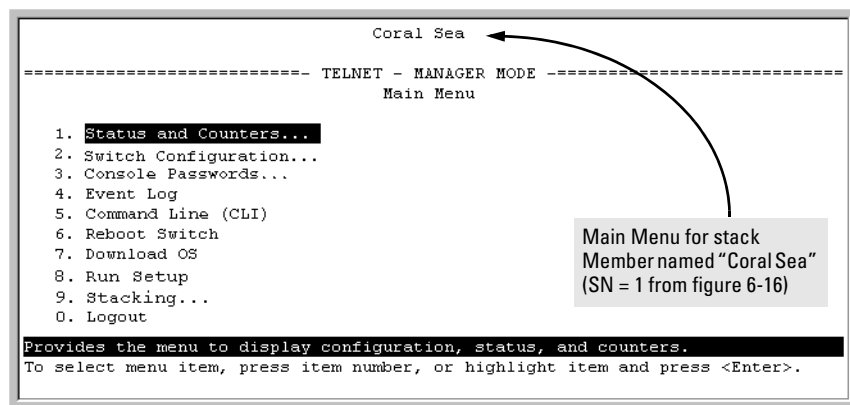 Coral Sea
===========================- TELNET - MANAGER MODE -============================
Main Menu
1. Status and Counters...
2. Switch Configuration...
3. Console Passwords...
4. Event Log
5. Command Line (CLI)
6. Reboot Switch
7. Download OS
8. Run Setup
9. Stacking...
0. Logout
Main Menu for stack
Member named “Coral Sea”
(SN = 1 from figure 6-16)
Provides the menu to display configuration, status, and counters.
To select menu item, press item number, or highlight item and press <Enter>.